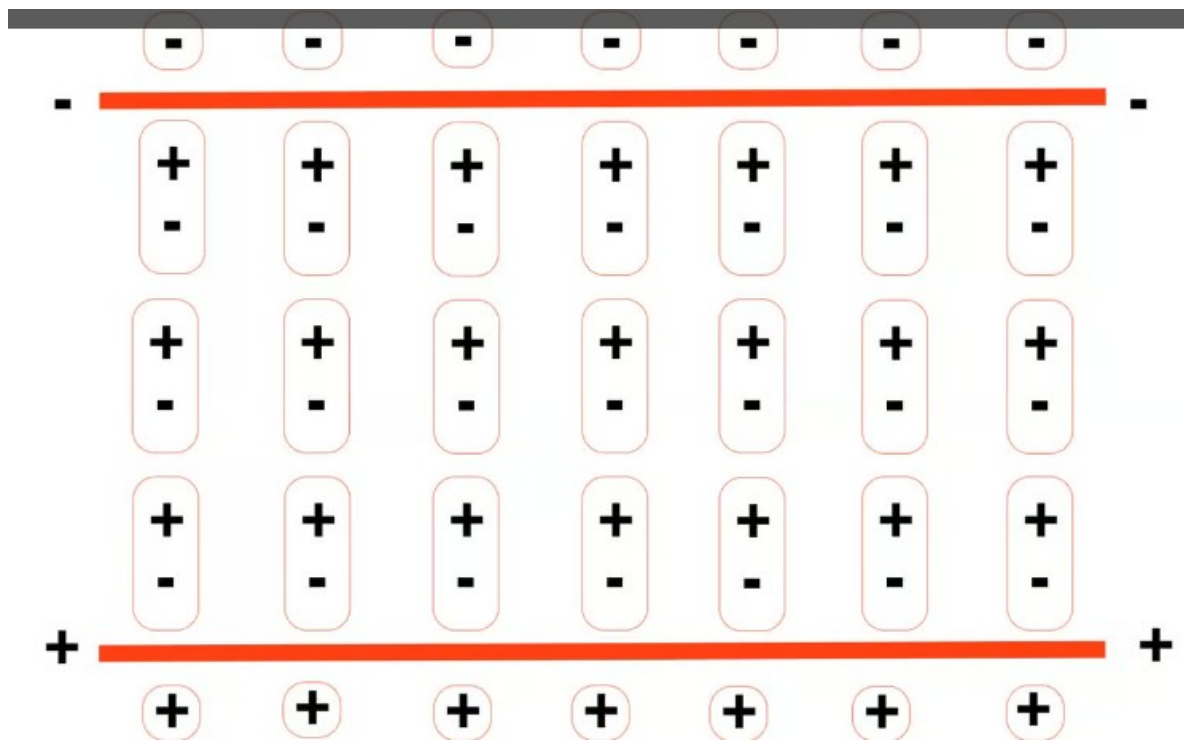 - - - - - - -
- -
+ + + + + + +
- - - - - - -
+ + + + + + +
- - - - - - -
+ + + + + + +
- - - - - - -
+ +
+ + + + + + +